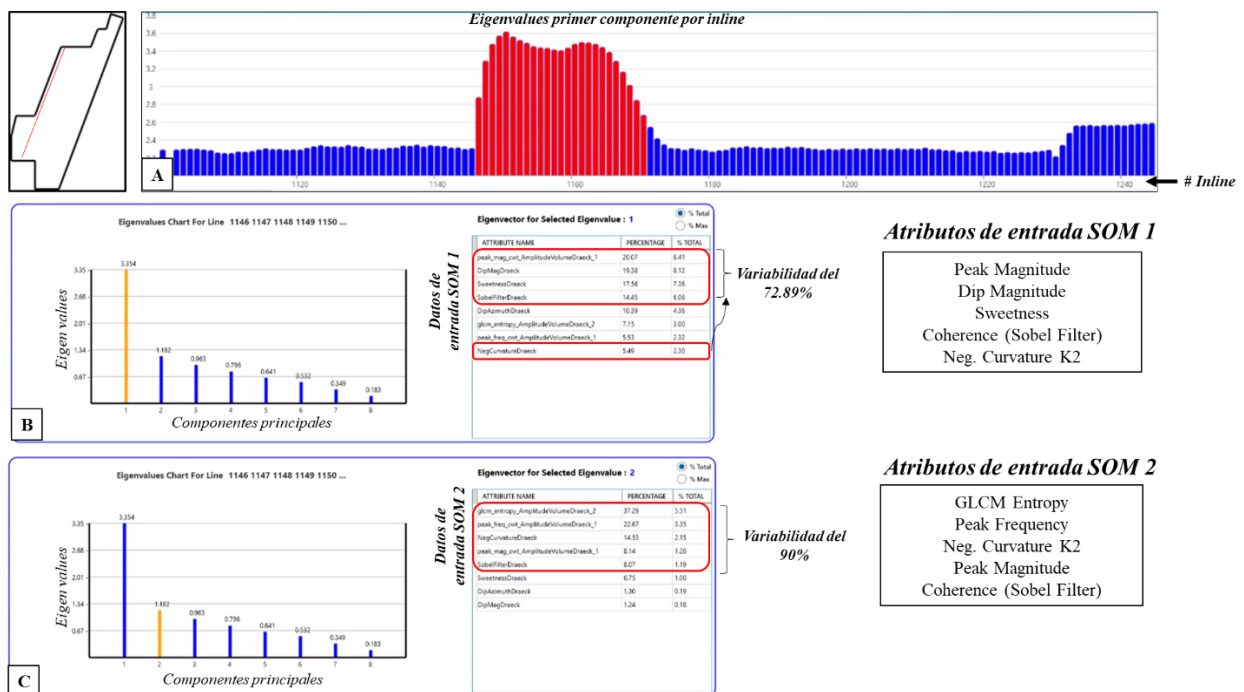 Eigenvalues primer componente por inline
3.8
3.6
3.4
3.2
3
2.8
2.6
2.4
2.2
A
1120
1140
1160
1180
1200
1220
1240
# Inline
Eigenvalues Chart For Line 1146 1147 1148 1149 1150 ...
3.354
3.35
2.68
2.01
1.34
0.67
1.182
0.963
0.796
0.641
0.532
0.349
0.183
1 2 3 4 5 6 7 8
Eigen values
Componentes principales
B
Datos de
entrada SOM 1
Eigenvector for Selected Eigenvalue : 1
% Total
% Max
ATTRIBUTE NAME PERCENTAGE % TOTAL
peak_mag_cwt_AmplitudeVolumeDraeck_1 20.07 8.41
DipMagDraeck 19.38 8.12
SweetnessDraeck 17.56 7.36
SobelFilterDraeck 14.45 6.06
DipAzimuthDraeck 10.39 4.36
glcm_entropy_AmplitudeVolumeDraeck_2 7.15 3.00
peak_freq_cwt_AmplitudeVolumeDraeck_1 5.53 2.32
NegCurvatureDraeck 5.49 2.30
Variabilidad del
72.89%
Atributos de entrada SOM 1
Peak Magnitude
Dip Magnitude
Sweetness
Coherence (Sobel Filter)
Neg. Curvature K2
Eigenvalues Chart For Line 1146 1147 1148 1149 1150 ...
3.354
3.35
2.68
2.01
1.34
0.67
1.182
0.963
0.796
0.641
0.532
0.349
0.183
1 2 3 4 5 6 7 8
Eigen values
Componentes principales
C
Datos de
entrada SOM 2
Eigenvector for Selected Eigenvalue : 2
% Total
% Max
ATTRIBUTE NAME PERCENTAGE % TOTAL
glcm_entropy_AmplitudeVolumeDraeck_2 37.29 5.51
peak_freq_cwt_AmplitudeVolumeDraeck_1 22.67 3.35
NegCurvatureDraeck 14.53 2.15
peak_mag_cwt_AmplitudeVolumeDraeck_1 8.14 1.20
SobelFilterDraeck 8.07 1.19
SweetnessDraeck 6.75 1.00
DipAzimuthDraeck 1.30 0.19
DipMagDraeck 1.24 0.18
Variabilidad del
90%
Atributos de entrada SOM 2
GLCM Entropy
Peak Frequency
Neg. Curvature K2
Peak Magnitude
Coherence (Sobel Filter)